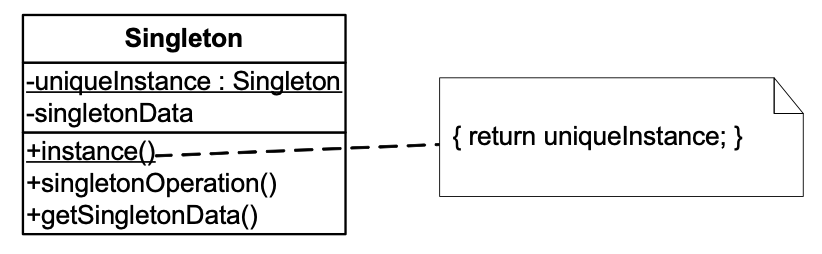 Singleton
-uniqueInstance : Singleton
-singletonData
+instance()
+singletonOperation()
+getSingletonData()
{ return uniqueInstance; }